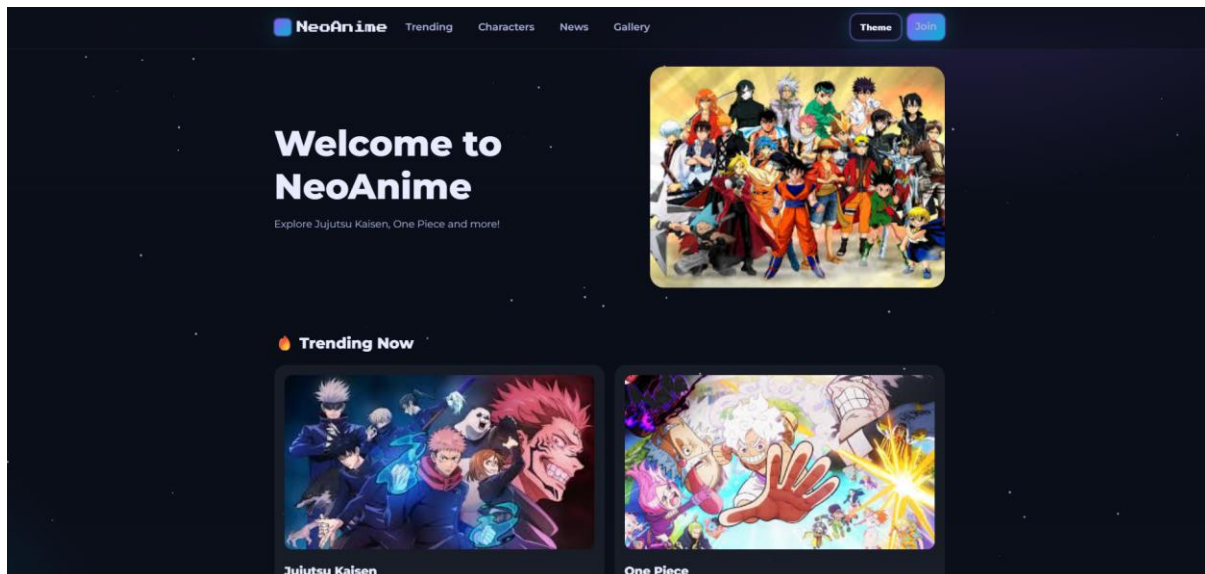 NeoAnime Trending Characters News Gallery Theme Join
Welcome to
NeoAnime
Explore Jujutsu Kaisen, One Piece and more!
🔥 Trending Now
Jujutsu Kaisen
One Piece